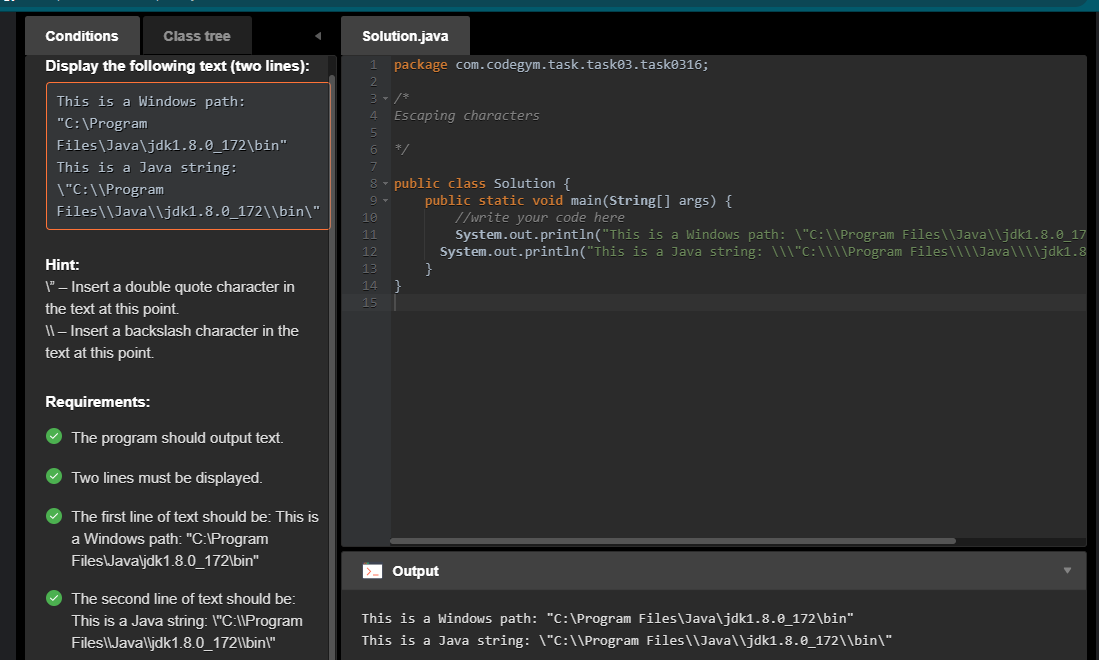 Conditions
Class tree
Display the following text (two lines):
This is a Windows path:
"C:\Program
Files\Java\jdk1.8.0_172\bin"
This is a Java string:
\"C:\\Program
Files\\Java\\jdk1.8.0_172\\bin\"
Hint:
\” – Insert a double quote character in
the text at this point.
\\ – Insert a backslash character in the
text at this point.
Requirements:
The program should output text.
Two lines must be displayed.
The first line of text should be: This is
a Windows path: "C:\Program
Files\Java\jdk1.8.0_172\bin"
The second line of text should be:
This is a Java string: \"C:\\Program
Files\\Java\\jdk1.8.0_172\\bin\"
Solution.java
1 package com.codegym.task.task03.task0316;
2
3 /*
4 Escaping characters
5
6 */
7
8 public class Solution {
9 public static void main(String[] args) {
10 //write your code here
11 System.out.println("This is a Windows path: \"C:\\Program Files\\Java\\jdk1.8.0_17
12 System.out.println("This is a Java string: \\\"C:\\\\Program Files\\\\Java\\\\jdk1.8
13 }
14 }
15
Output
This is a Windows path: "C:\Program Files\Java\jdk1.8.0_172\bin"
This is a Java string: \"C:\\Program Files\\Java\\jdk1.8.0_172\\bin\"